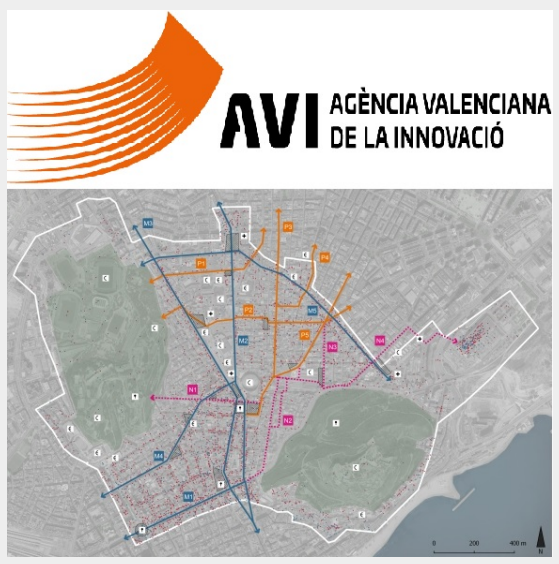 AVI AGÈNCIA VALENCIANA
DE LA INNOVACIÓ
M3
P3
P1
P4
P2
M5
M2
P5
N3
N4
N1
N2
M4
M1
0 200 400 m
N